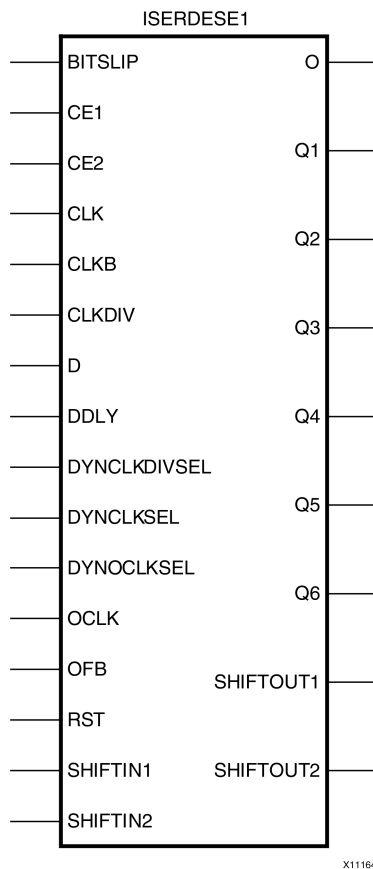 ISERDESE1
BITSLIP
O
CE1
Q1
CE2
CLK
Q2
CLKB
CLKDIV
Q3
D
DDLY
Q4
DYNCLKDIVSEL
Q5
DYNCLKSEL
DYNOCLKSEL
Q6
OCLK
OFB
SHIFTOUT1
RST
SHIFTIN1
SHIFTOUT2
SHIFTIN2
X11164